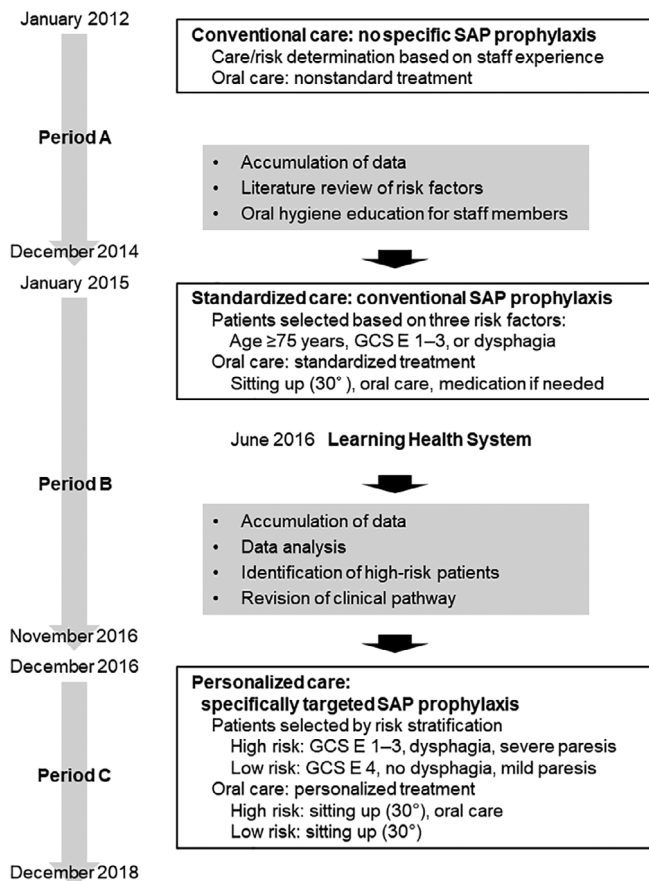 January 2012
Conventional care: no specific SAP prophylaxis
Care/risk determination based on staff experience
Oral care: nonstandard treatment
Period A
• Accumulation of data
• Literature review of risk factors
• Oral hygiene education for staff members
December 2014
January 2015
Standardized care: conventional SAP prophylaxis
Patients selected based on three risk factors:
Age ≥75 years, GCS E 1–3, or dysphagia
Oral care: standardized treatment
Sitting up (30°), oral care, medication if needed
June 2016 Learning Health System
Period B
• Accumulation of data
• Data analysis
• Identification of high-risk patients
• Revision of clinical pathway
November 2016
December 2016
Personalized care:
specifically targeted SAP prophylaxis
Patients selected by risk stratification
High risk: GCS E 1–3, dysphagia, severe paresis
Low risk: GCS E 4, no dysphagia, mild paresis
Period C
Oral care: personalized treatment
High risk: sitting up (30°), oral care
Low risk: sitting up (30°)
December 2018